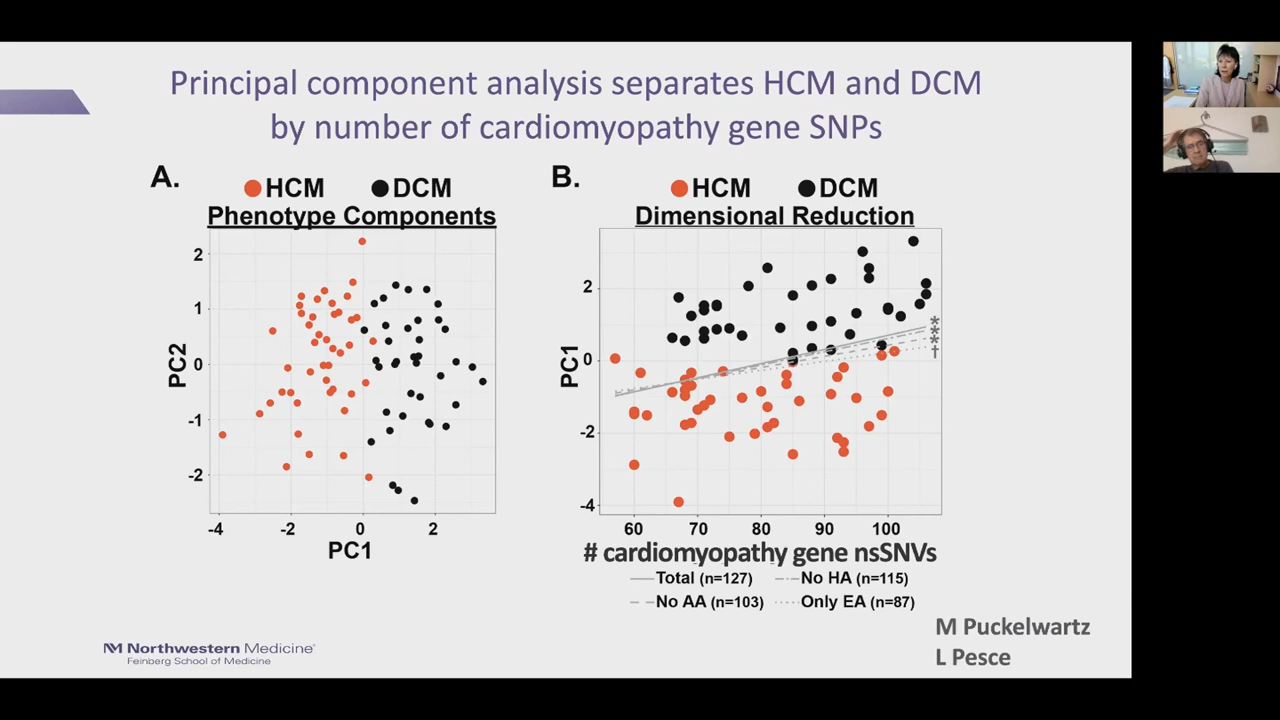 Principal component analysis separates HCM and DCM
by number of cardiomyopathy gene SNPs
A.
HCM DCM
Phenotype Components
PC2
2
1
0
-1
-2
-4 -2 0 2
PC1
B.
HCM DCM
Dimensional Reduction
PC1
2
0
-2
-4
*
*
*
†
60 70 80 90 100
# cardiomyopathy gene nsSNVs
Total (n=127) No HA (n=115)
No AA (n=103) Only EA (n=87)
M Puckelwartz
L Pesce
NM Northwestern Medicine®
Feinberg School of Medicine